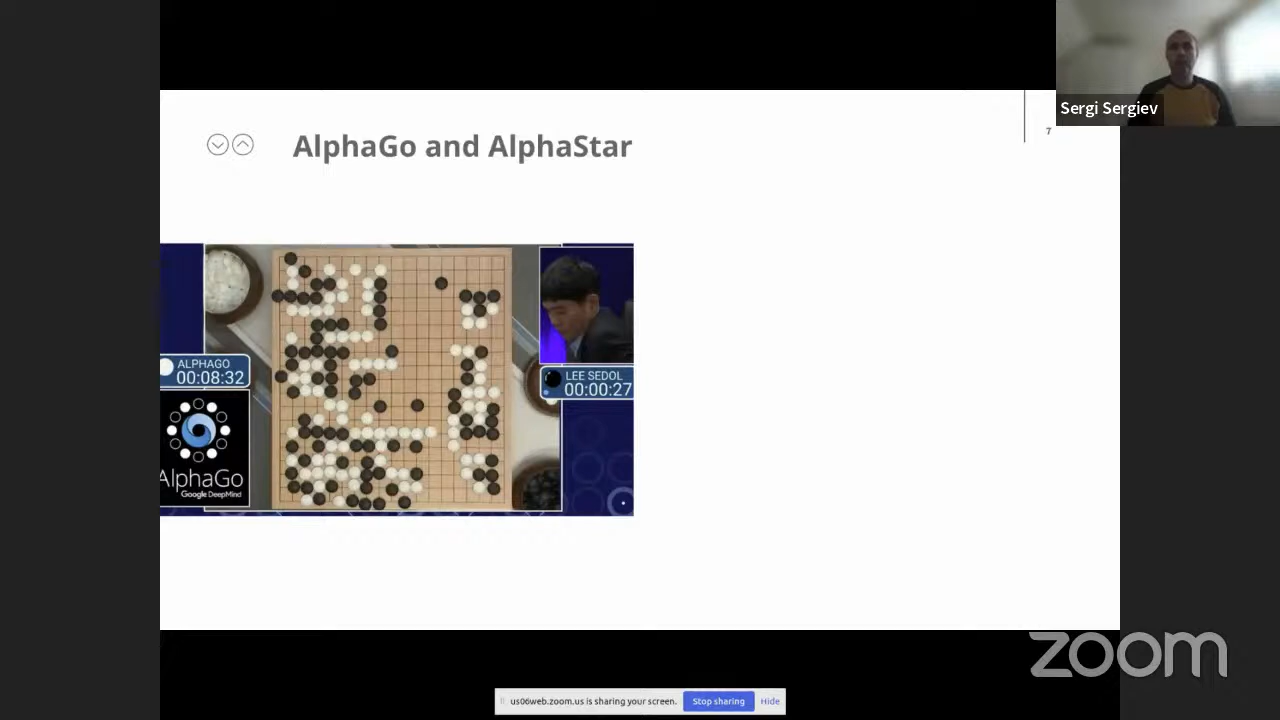 Sergi Sergiev
7
AlphaGo and AlphaStar
ALPHAGO
00:08:32
LEE SEDOL
00:00:27
AlphaGo
Google DeepMind
zoom
us06web.zoom.us is sharing your screen.
Stop sharing
Hide